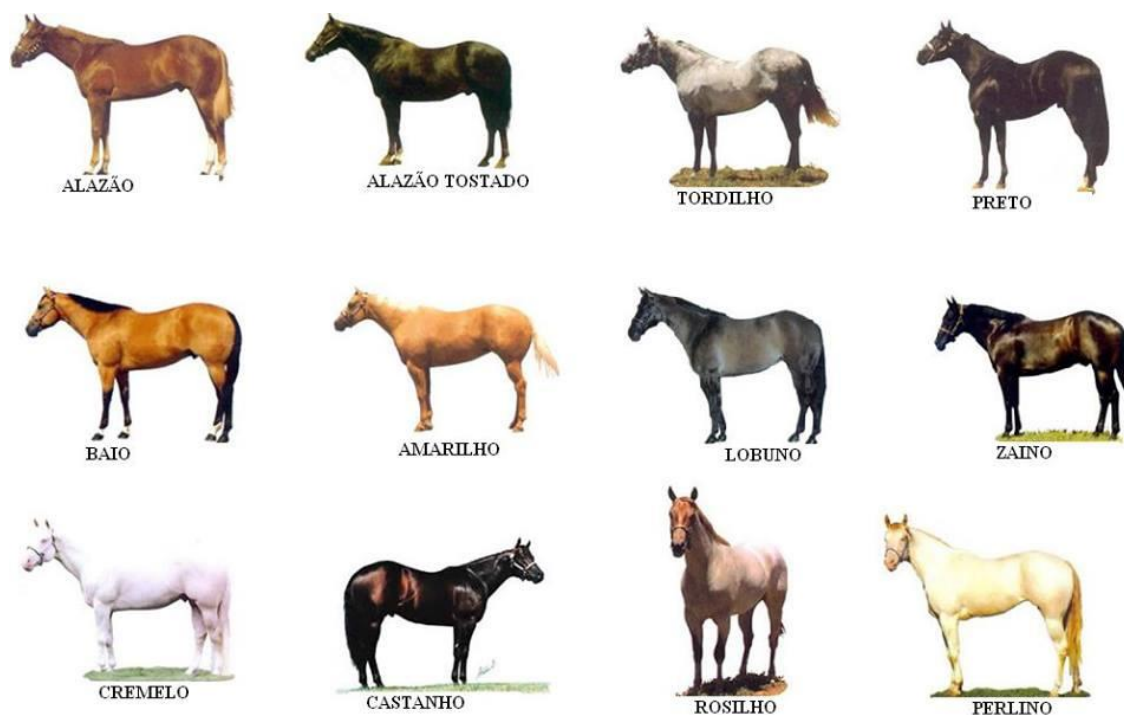 ALAZÃO
ALAZÃO TOSTADO
TORDILHO
PRETO
BAIO
AMARILHO
LOBUNO
ZAINO
CREMELO
CASTANHO
ROSILHO
PERLINO